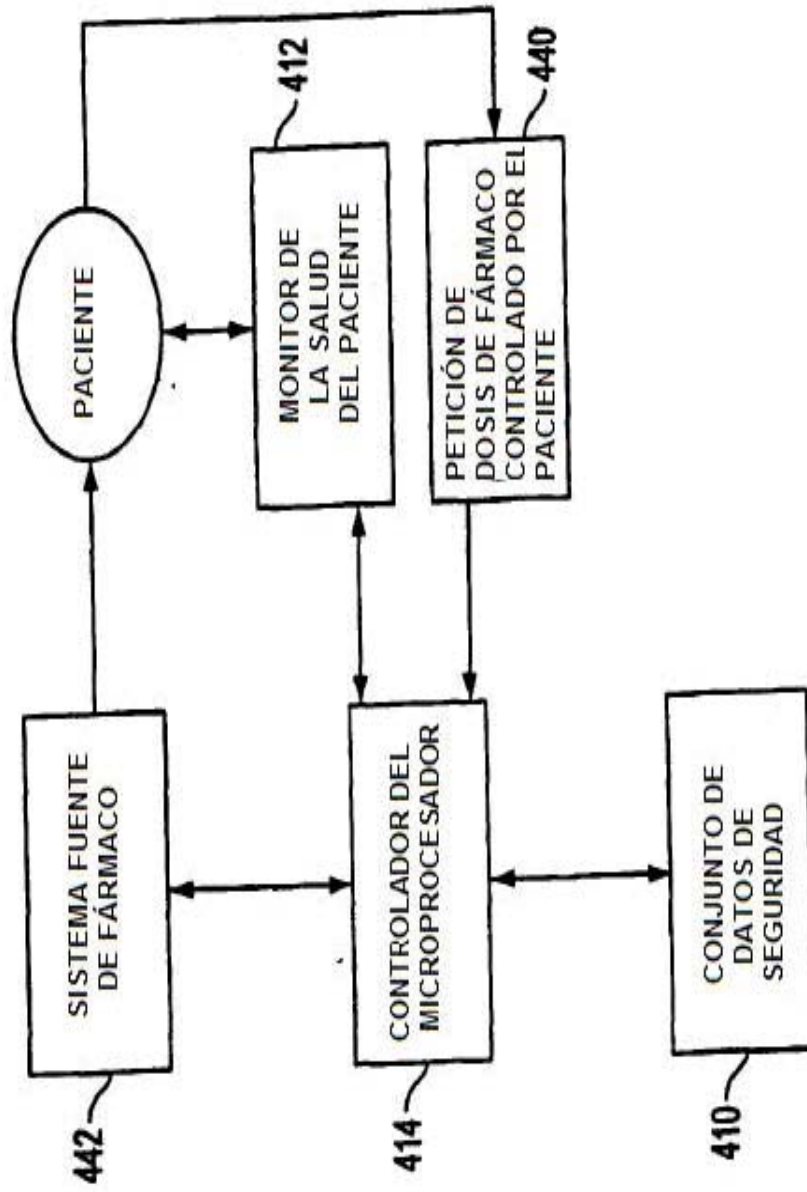 SISTEMA FUENTE
DE FÁRMACO
442
PACIENTE
CONTROLADOR DEL
MICROPROCESADOR
414
MONITOR DE
LA SALUD
DEL PACIENTE
412
PETICIÓN DE
DOSIS DE FÁRMACO
CONTROLADO POR EL
PACIENTE
440
CONJUNTO DE
DATOS DE
SEGURIDAD
410